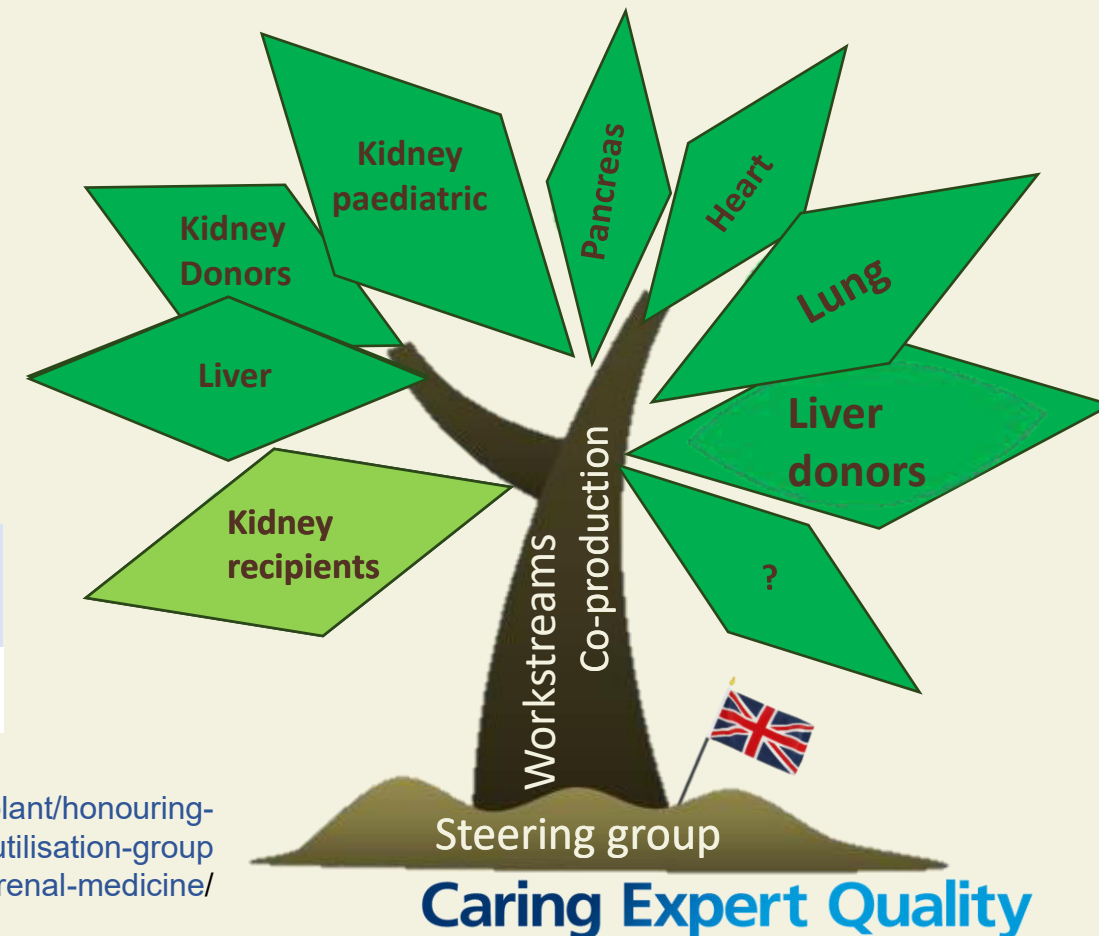 Kidney
paediatric
Pancreas
Heart
Kidney
Donors
Lung
Liver
Liver
donors
Kidney
recipients
?
Workstreams
Co-production
Steering group
plant/honouring-
utilisation-group
renal-medicine/
Caring Expert Quality